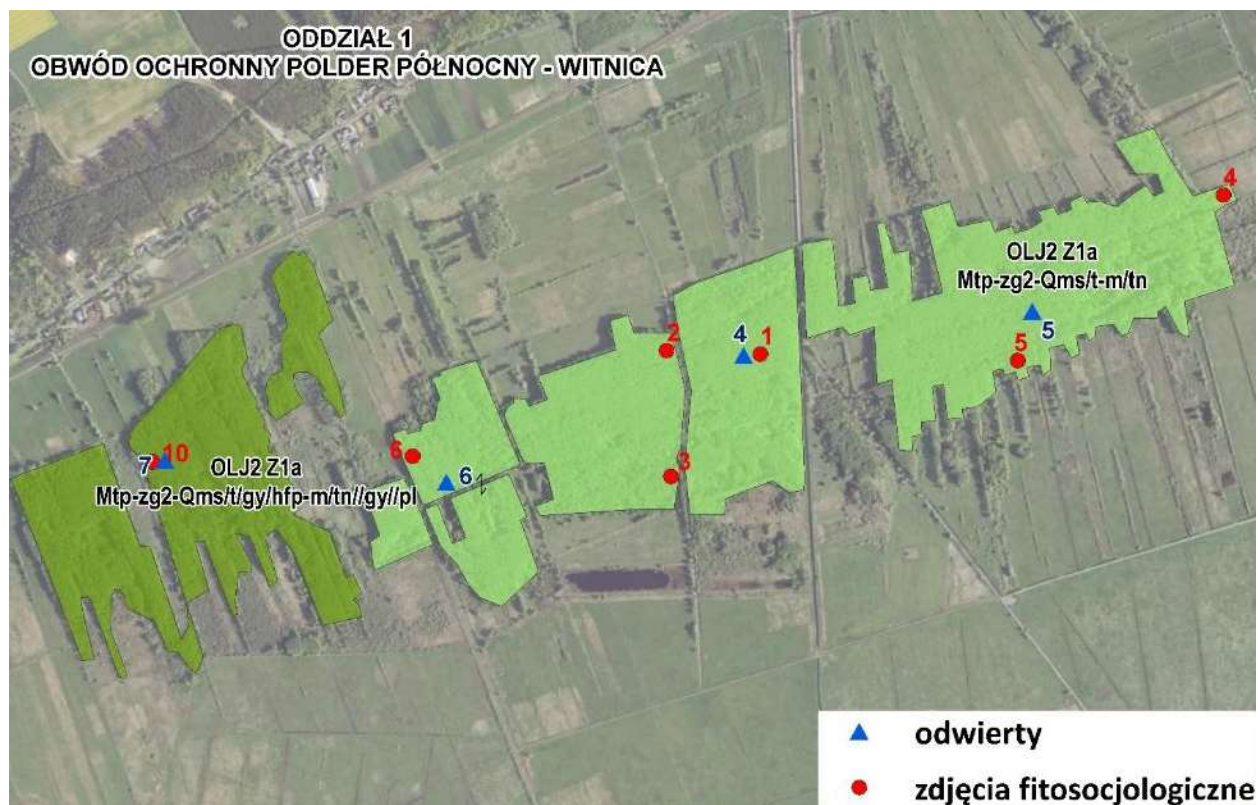 ODDZIAŁ 1
OBWÓD OCHRONNY POLDER PÓŁNOCNY - WITNICA
4
OLJ2 Z1a
Mtp-zg2-Qms/t-m/tn
5
5
2
4
1
3
6
6
7
10
OLJ2 Z1a
Mtp-zg2-Qms/t/gy/hfp-m/tn//gy//pl
odwierty
zdjęcia fitosocjologiczne